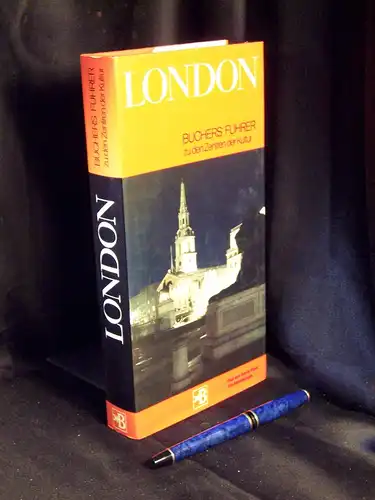 LONDON
BUCHERS FÜHRER
zu den Zentren der Kultur
BUCHERS FÜHRER
zu den Zentren der Kultur
LONDON
B